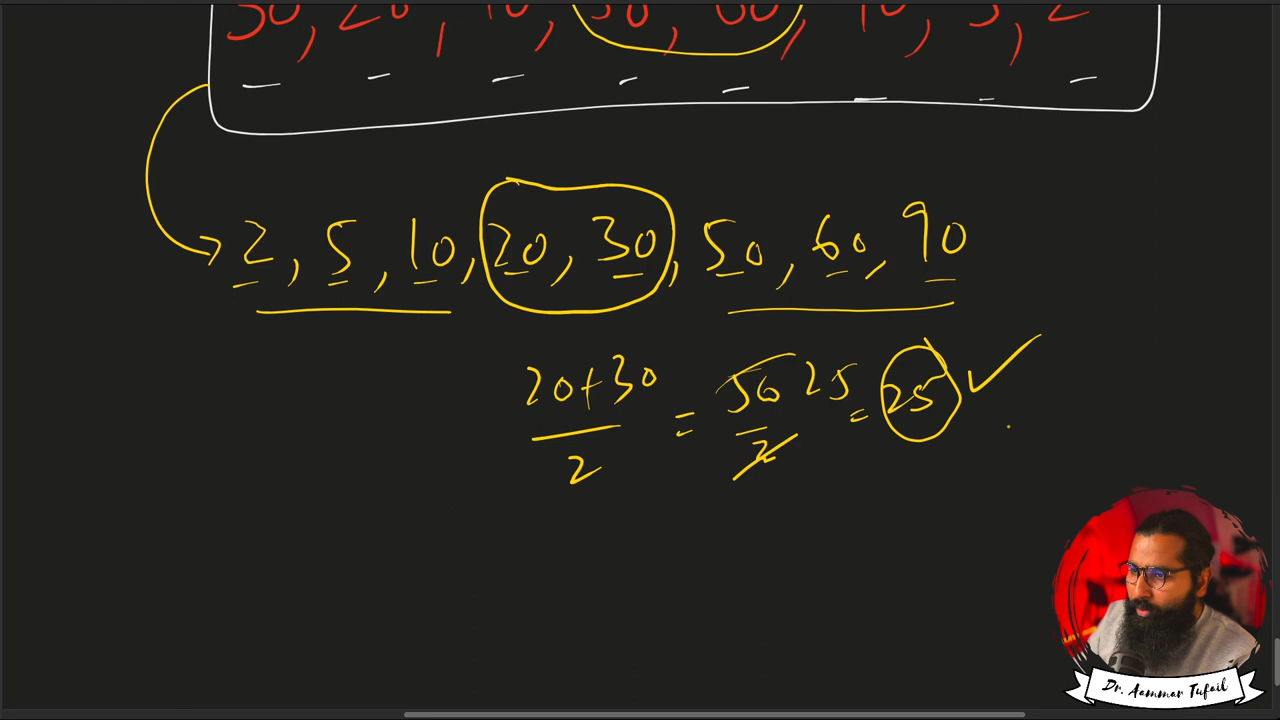 2, 5, 10, 20, 30, 50, 60, 90
20+30 = 50 25 = 25 ✓
2 2
Dr. Aammar Tufail